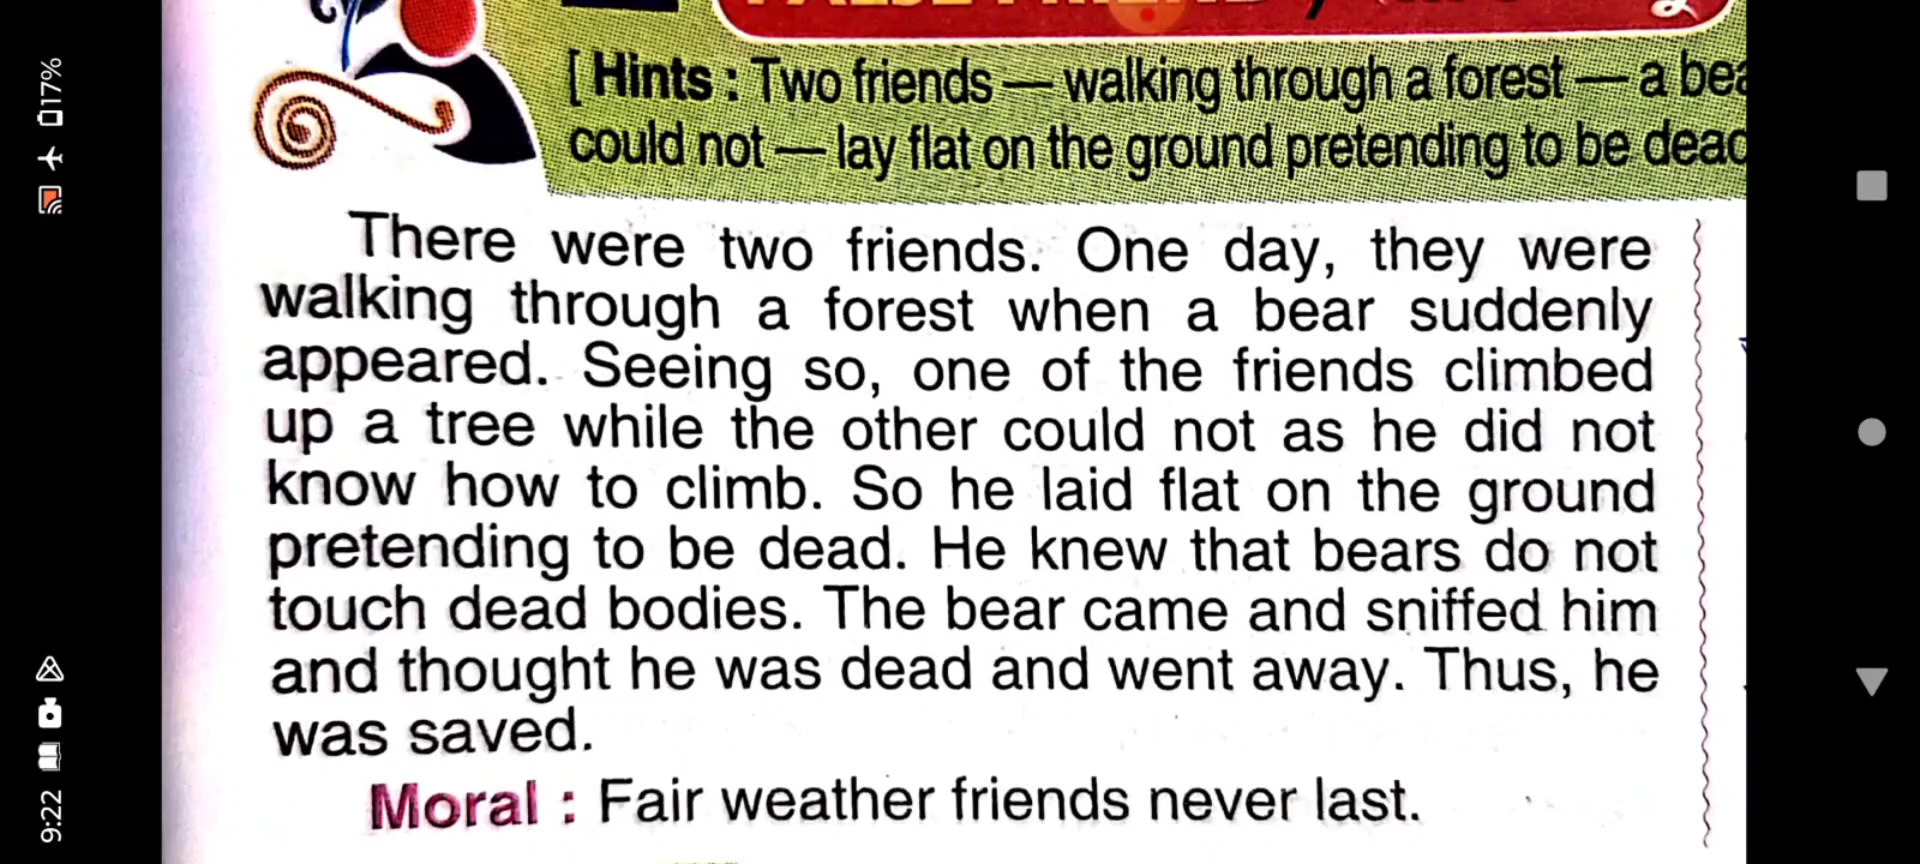 FALSE FRIEND
[ Hints : Two friends — walking through a forest — a
could not — lay flat on the ground pretending to be
There were two friends. One day, they were
walking through a forest when a bear suddenly
appeared. Seeing so, one of the friends climbed
up a tree while the other could not as he did not
know how to climb. So he laid flat on the ground
pretending to be dead. He knew that bears do not
touch dead bodies. The bear came and sniffed him
and thought he was dead and went away. Thus, he
was saved.
Moral : Fair weather friends never last.
17%
9:22